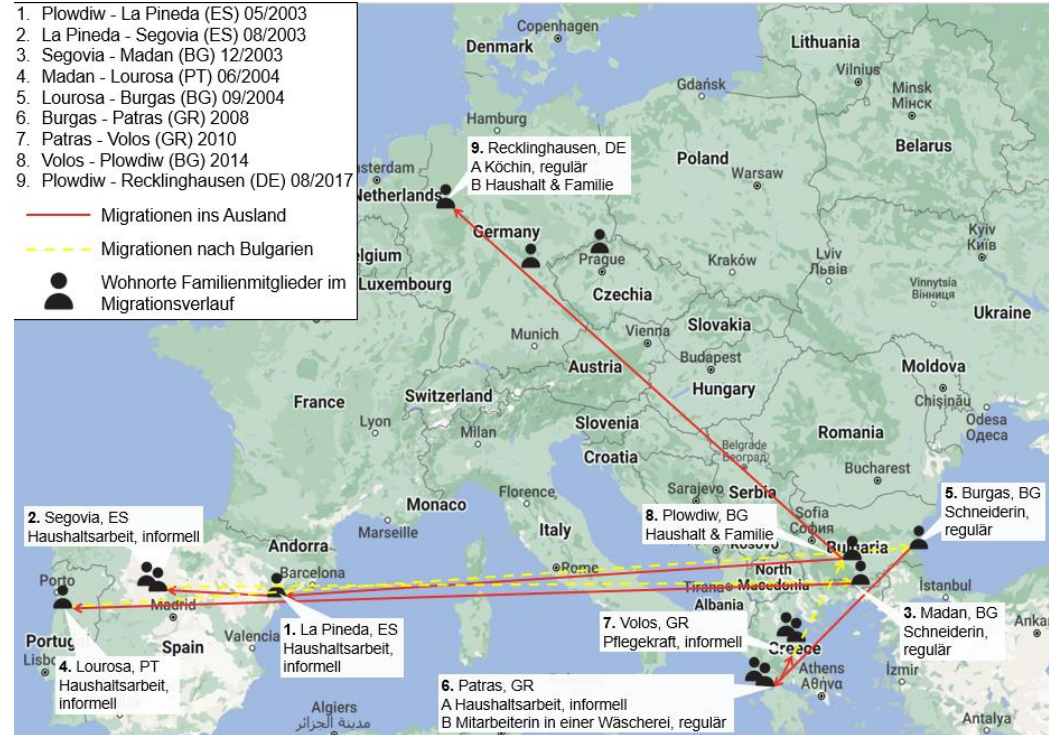 1. Plowdiw - La Pineda (ES) 05/2003
2. La Pineda - Segovia (ES) 08/2003
3. Segovia - Madan (BG) 12/2003
4. Madan - Lourosa (PT) 06/2004
5. Lourosa - Burgas (BG) 09/2004
6. Burgas - Patras (GR) 2008
7. Patras - Volos (GR) 2010
8. Volos - Plowdiw (BG) 2014
9. Plowdiw - Recklinghausen (DE) 08/2017
Migrationen ins Ausland
Migrationen nach Bulgarien
Wohnorte Familienmitglieder im
Migrationsverlauf
Copenhagen
Denmark
Lithuania
Vilnius
Gdańsk
Minsk
Мінск
Hamburg
Belarus
9. Recklinghausen, DE
A Köchin, regulär
B Haushalt & Familie
Poland
Warsaw
sterdam
Netherlands
Germany
elgium
Luxembourg
Prague
Czechia
Kraków
Lviv
Львів
Kyiv
Київ
Vinnytsia
Вінниця
Ukraine
Munich
Vienna
Slovakia
Austria
Budapest
Hungary
Moldova
Chișinău
Odesa
Одеса
France
Switzerland
Lyon
Milan
Slovenia
Croatia
Romania
Belgrade
Београд
Bucharest
Sarajevo
Serbia
Florence
Monaco
Marseille
Italy
Andorra
Sofia
София
5. Burgas, BG
Schneiderin,
regulär
2. Segovia, ES
Haushaltsarbeit, informell
8. Plowdiw, BG
Haushalt & Familie
Kosovo
Bulgaria
Porto
Barcelona
Rome
North
Macedonia
Tirana
Albania
İstanbul
Madrid
Portugal
Spain
Valencia
Lisbo
1. La Pineda, ES
Haushaltsarbeit,
informell
3. Madan, BG
Schneiderin,
regulär
Ankar
7. Volos, GR
Pflegekraft, informell
Greece
4. Lourosa, PT
Haushaltsarbeit,
informell
6. Patras, GR
A Haushaltsarbeit, informell
B Mitarbeiterin in einer Wäscherei, regulär
Athens
Αθήνα
İzmir
Antalya
Algiers
مدينة الجزائر